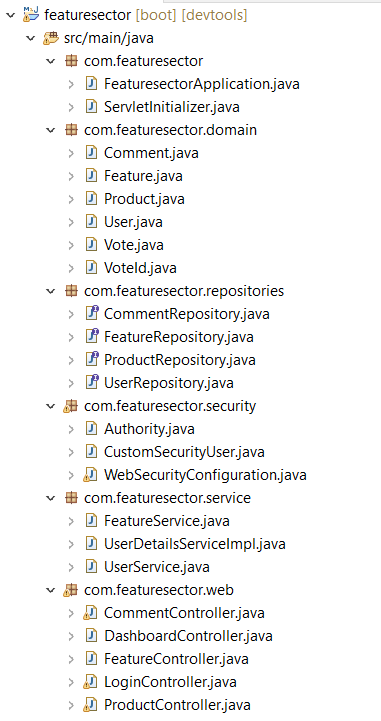 featuresector [boot] [devtools]
src/main/java
com.featuresector
FeaturesectorApplication.java
ServletInitializer.java
com.featuresector.domain
Comment.java
Feature.java
Product.java
User.java
Vote.java
VoteId.java
com.featuresector.repositories
CommentRepository.java
FeatureRepository.java
ProductRepository.java
UserRepository.java
com.featuresector.security
Authority.java
CustomSecurityUser.java
WebSecurityConfiguration.java
com.featuresector.service
FeatureService.java
UserDetailsServiceImpl.java
UserService.java
com.featuresector.web
CommentController.java
DashboardController.java
FeatureController.java
LoginController.java
ProductController.java